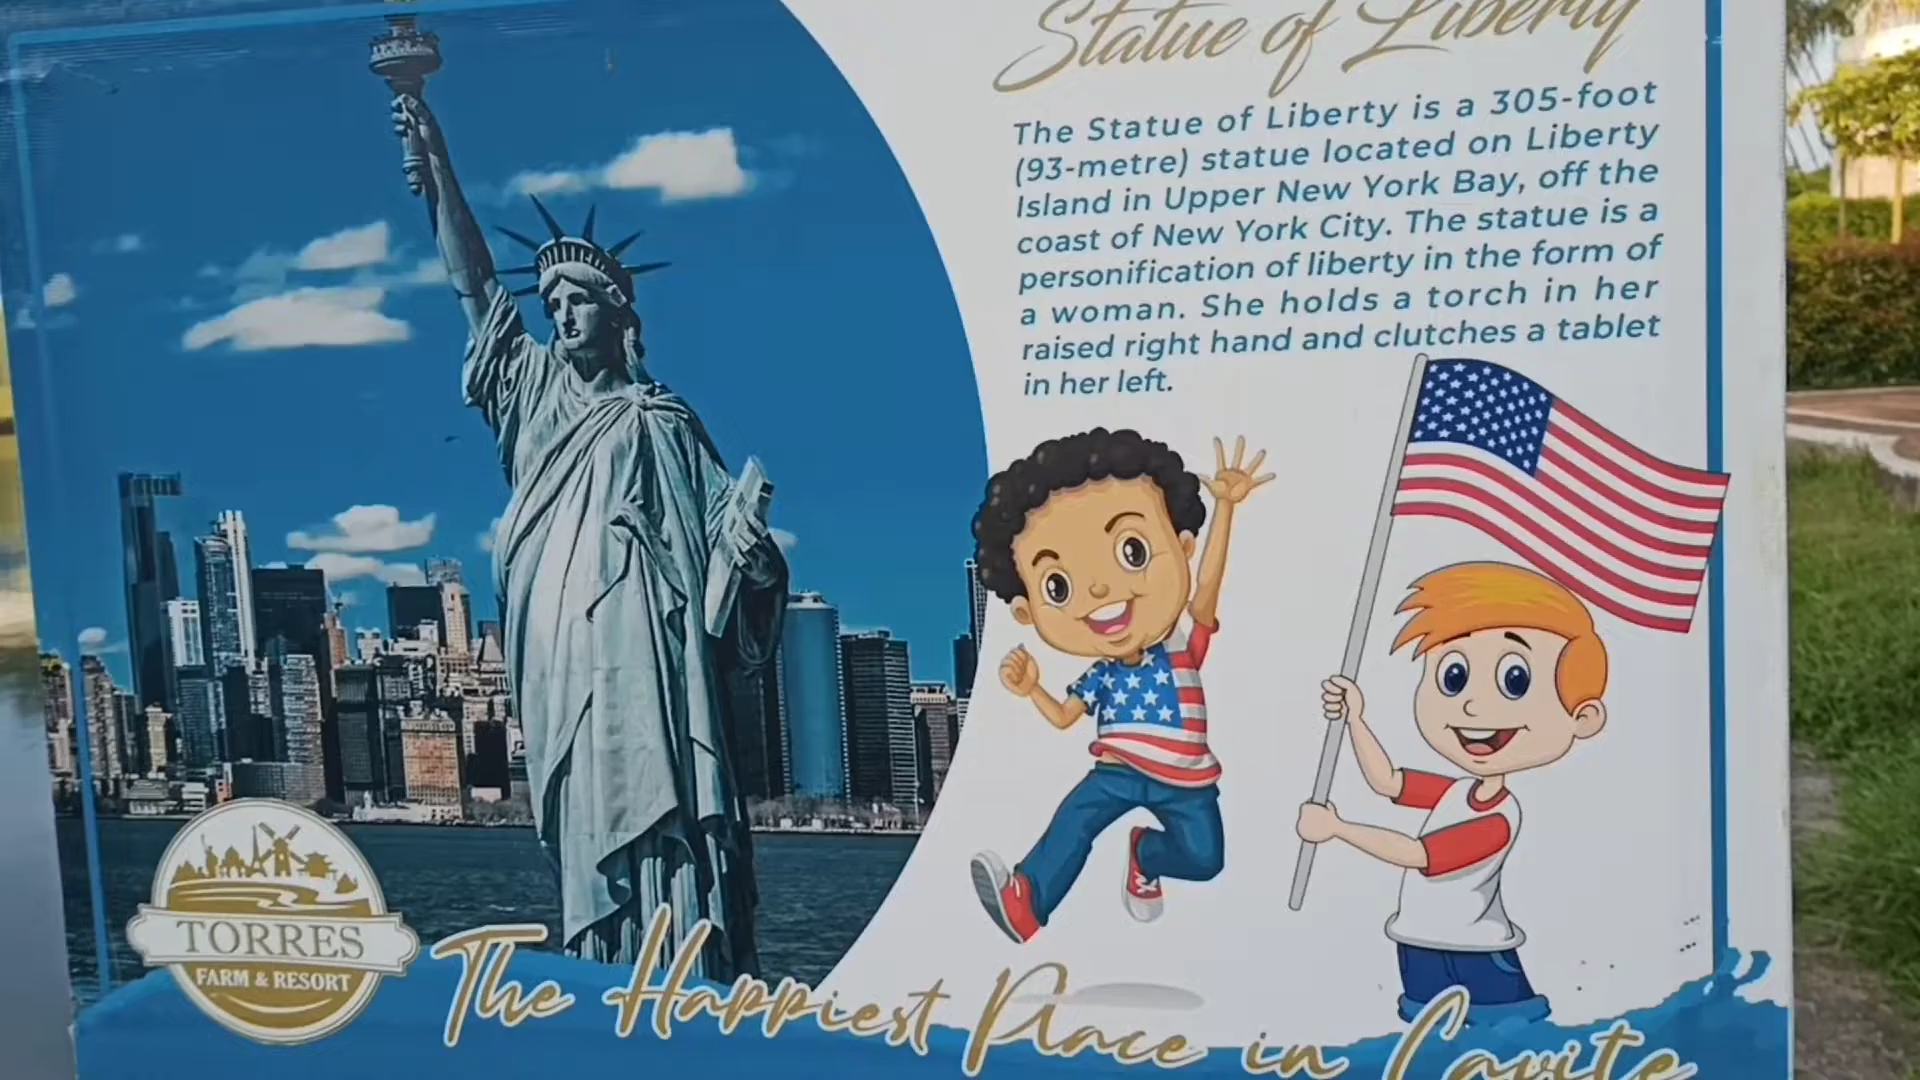 Statue of Liberty
The Statue of Liberty is a 305-foot
(93-metre) statue located on Liberty
Island in Upper New York Bay, off the
coast of New York City. The statue is a
personification of liberty in the form of
a woman. She holds a torch in her
raised right hand and clutches a tablet
in her left.
TORRES
FARM & RESORT
The Happiest Place in Cavite